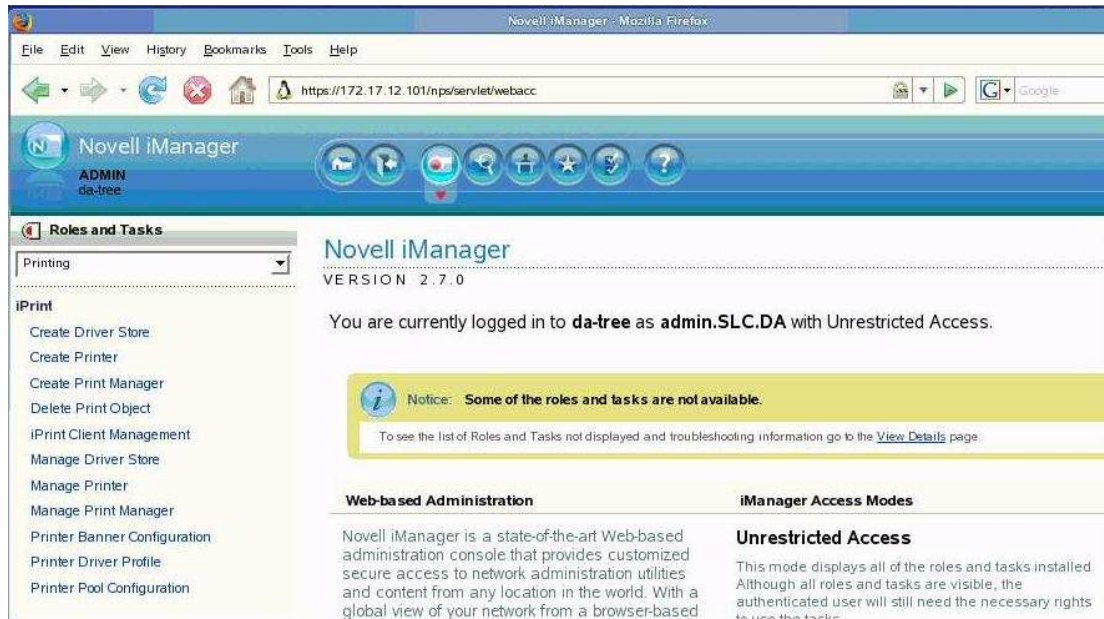 Novell iManager - Mozilla Firefox
File Edit View History Bookmarks Tools Help
https://172.17.12.101/nps/servlet/webacc
G Google
N
Novell iManager
ADMIN
da-tree
?
Roles and Tasks
Printing
iPrint
Create Driver Store
Create Printer
Create Print Manager
Delete Print Object
iPrint Client Management
Manage Driver Store
Manage Printer
Manage Print Manager
Printer Banner Configuration
Printer Driver Profile
Printer Pool Configuration
Novell iManager
VERSION 2.7.0
You are currently logged in to da-tree as admin.SLC.DA with Unrestricted Access.
i Notice: Some of the roles and tasks are not available.
To see the list of Roles and Tasks not displayed and troubleshooting information go to the View Details page
Web-based Administration
Novell iManager is a state-of-the-art Web-based
administration console that provides customized
secure access to network administration utilities
and content from any location in the world. With a
global view of your network from a browser-based
iManager Access Modes
Unrestricted Access
This mode displays all of the roles and tasks installed.
Although all roles and tasks are visible, the
authenticated user will still need the necessary rights
to use the tasks